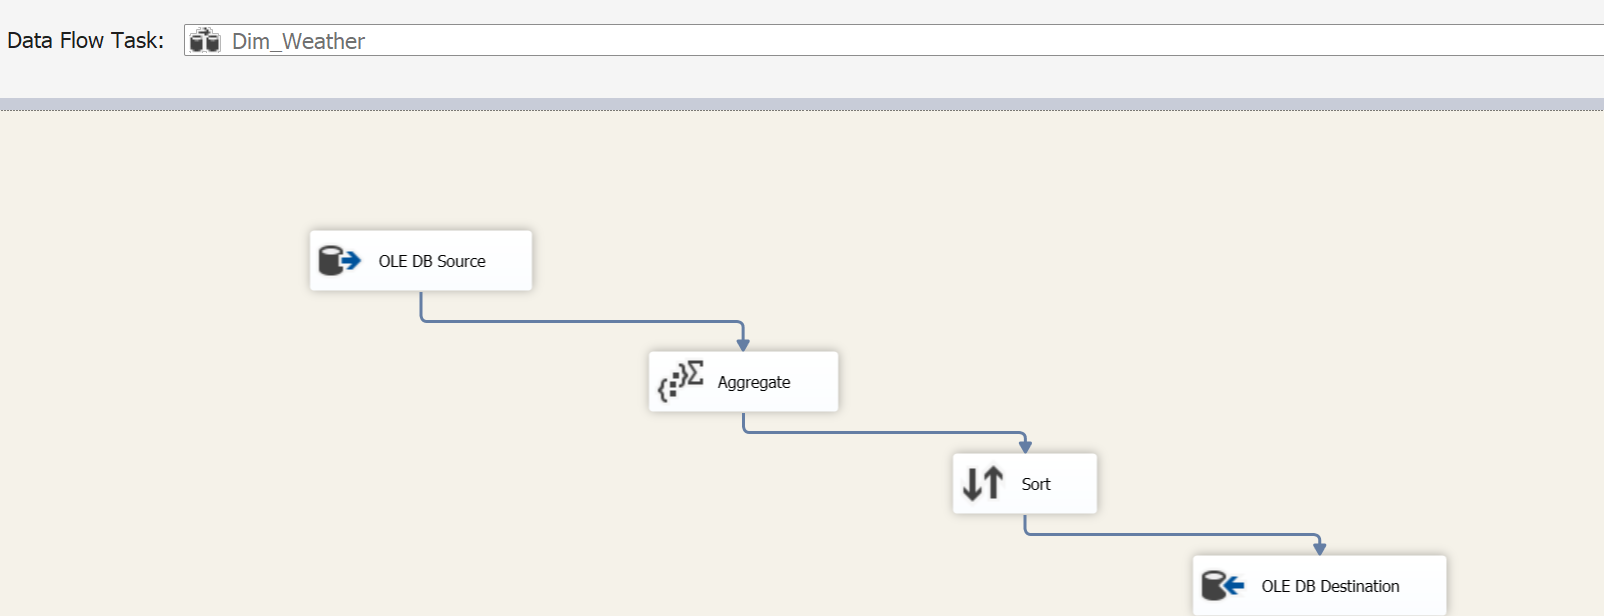 Data Flow Task: Dim_Weather
OLE DB Source
Aggregate
Sort
OLE DB Destination